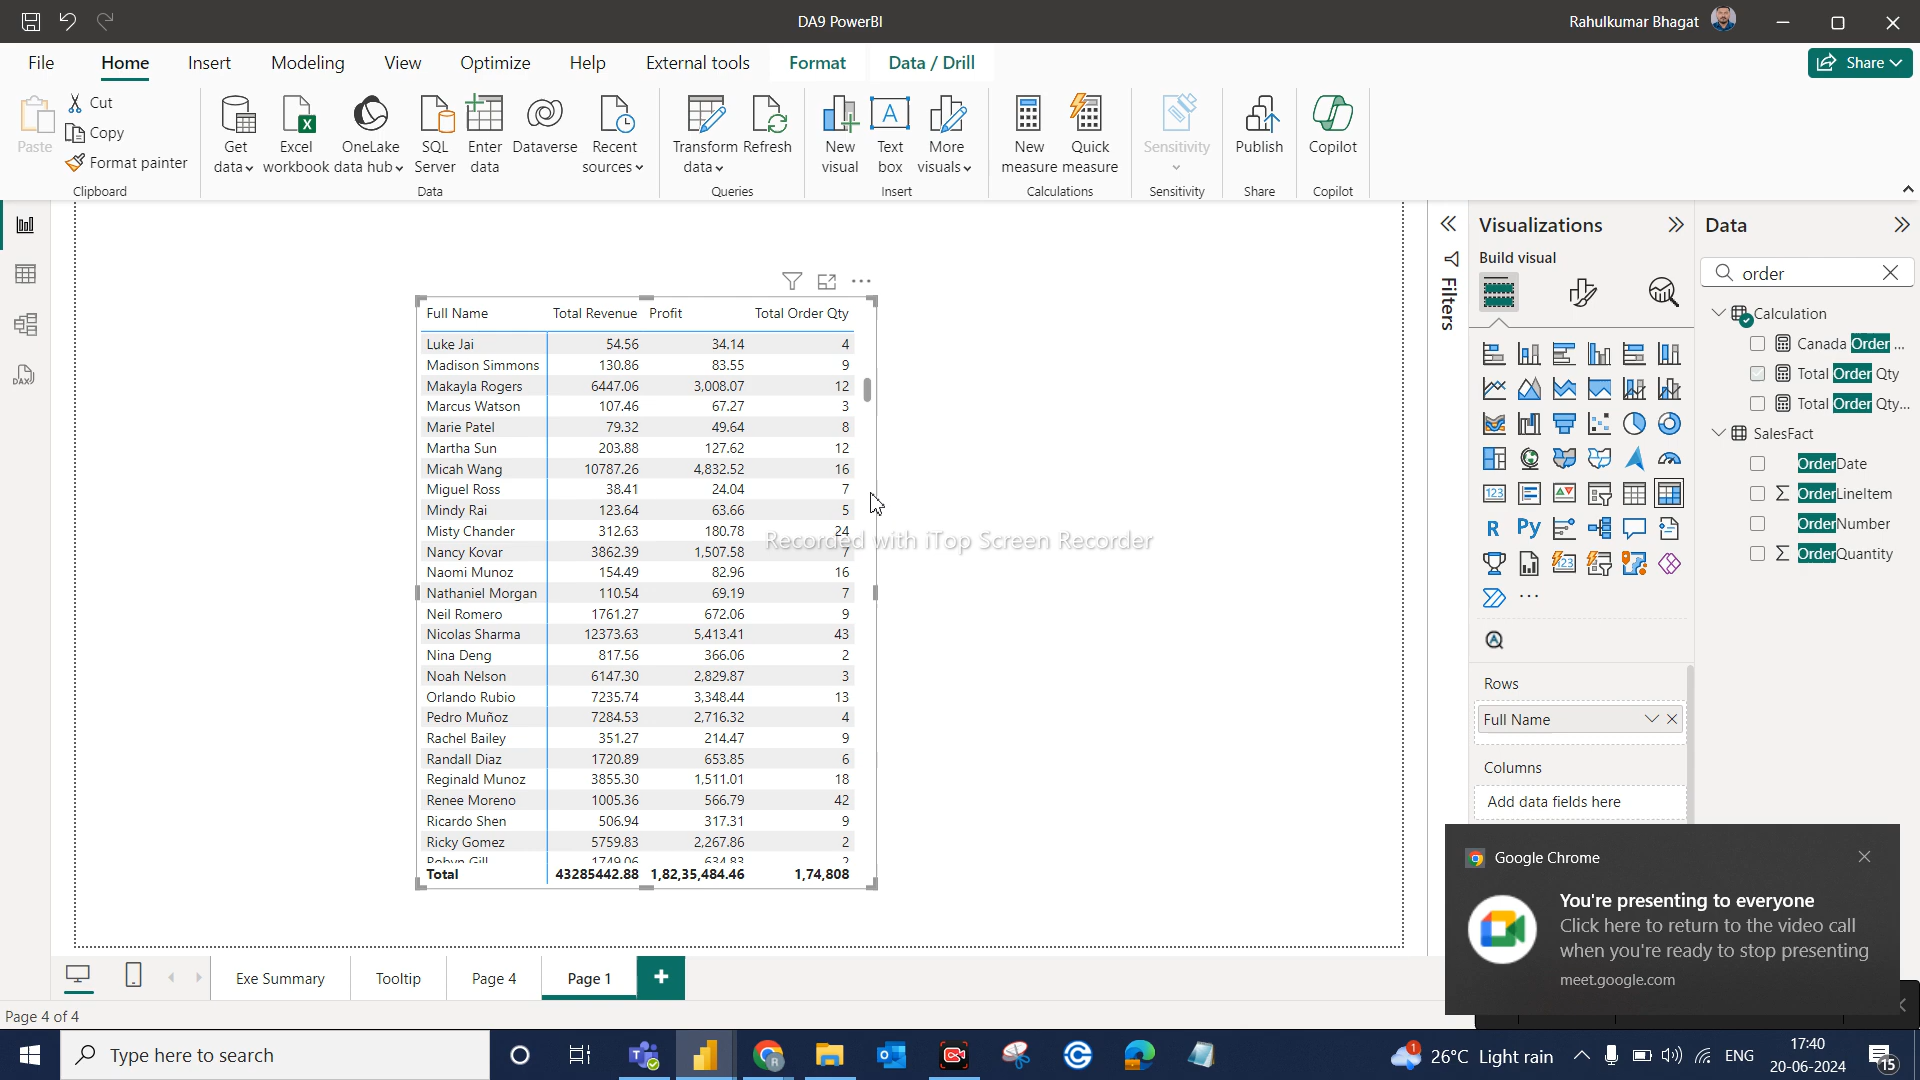 DA9 PowerBI
Rahulkumar Bhagat
File Home Insert Modeling View Optimize Help External tools Format Data / Drill
Share
Paste
Cut
Copy
Format painter
Clipboard
Get data
Excel workbook
OneLake data hub
SQL Server
Enter data
Dataverse
Recent sources
Data
Transform data
Refresh
Queries
New visual
Text box
More visuals
Insert
New measure
Quick measure
Calculations
Sensitivity
Sensitivity
Publish
Share
Copilot
Copilot
Full Name Total Revenue Profit Total Order Qty
Luke Jai 54.56 34.14 4
Madison Simmons 130.86 83.55 9
Makayla Rogers 6447.06 3,008.07 12
Marcus Watson 107.46 67.27 3
Marie Patel 79.32 49.64 8
Martha Sun 203.88 127.62 12
Micah Wang 10787.26 4,832.52 16
Miguel Ross 38.41 24.04 7
Mindy Rai 123.64 63.66 5
Misty Chander 312.63 180.78 24
Nancy Kovar 3862.39 1,507.58 7
Naomi Munoz 154.49 82.96 16
Nathaniel Morgan 110.54 69.19 7
Neil Romero 1761.27 672.06 9
Nicolas Sharma 12373.63 5,413.41 43
Nina Deng 817.56 366.06 2
Noah Nelson 6147.30 2,829.87 3
Orlando Rubio 7235.74 3,348.44 13
Pedro Muñoz 7284.53 2,716.32 4
Rachel Bailey 351.27 214.47 9
Randall Diaz 1720.89 653.85 6
Reginald Munoz 3855.30 1,511.01 18
Renee Moreno 1005.36 566.79 42
Ricardo Shen 506.94 317.31 9
Ricky Gomez 5759.83 2,267.86 2
Robyn Gill 1749.06 634.83 2
Total 43285442.88 1,82,35,484.46 1,74,808
Recorded with iTop Screen Recorder
Filters
Visualizations
Build visual
123
R Py
123
Rows
Full Name
Columns
Add data fields here
Data
order
Calculation
Canada Order ...
Total Order Qty
Total Order Qty...
SalesFact
OrderDate
OrderLineItem
OrderNumber
OrderQuantity
Google Chrome
You're presenting to everyone
Click here to return to the video call
when you're ready to stop presenting
meet.google.com
Exe Summary Tooltip Page 4 Page 1
Page 4 of 4
Type here to search
26°C Light rain
ENG
17:40
20-06-2024
15